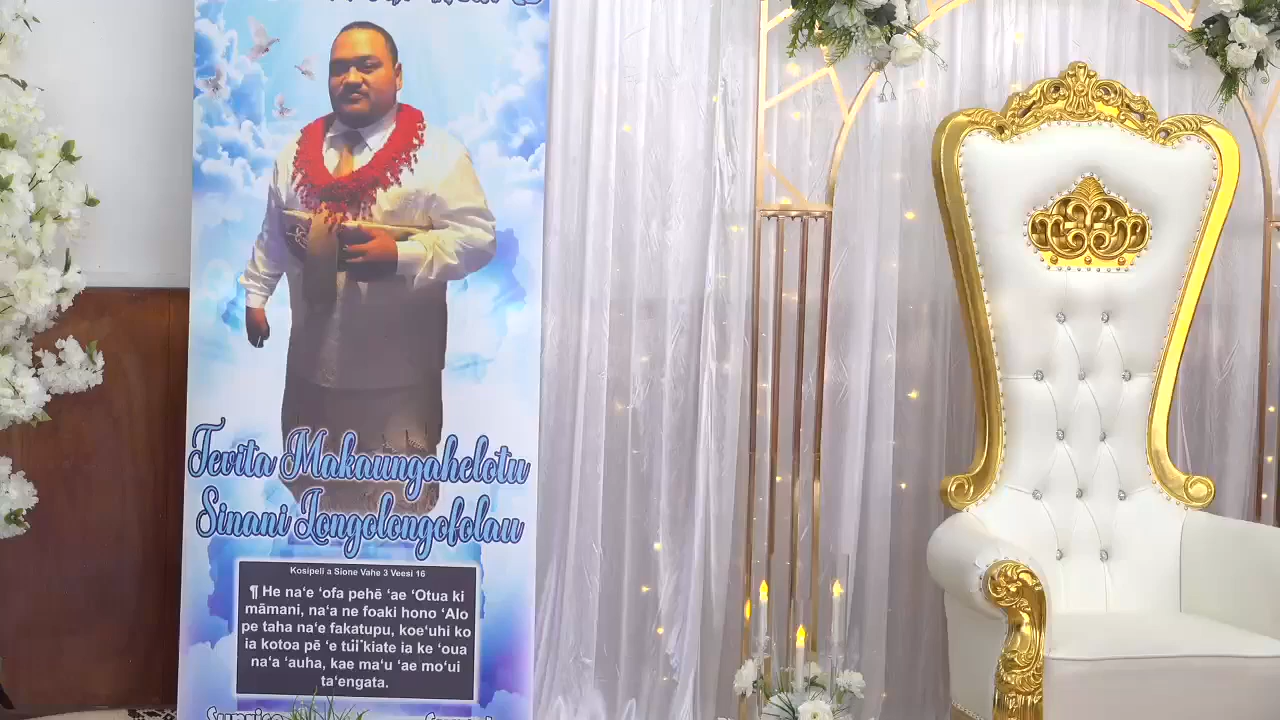 Tevita Makaungahelotu
Sinani Longolongofolau
Kosipeli a Sione Vahe 3 Veesi 16
¶ He na‘e ‘ofa pehē ‘ae ‘Otua ki
māmani, na‘a ne foaki hono ‘Alo
pe taha na‘e fakatupu, koe‘uhi ko
ia kotoa pē ‘e tui kiate ia ke ‘oua
na‘a ‘auha, kae ma‘u ‘ae mo‘ui
ta‘engata.
Sunrise